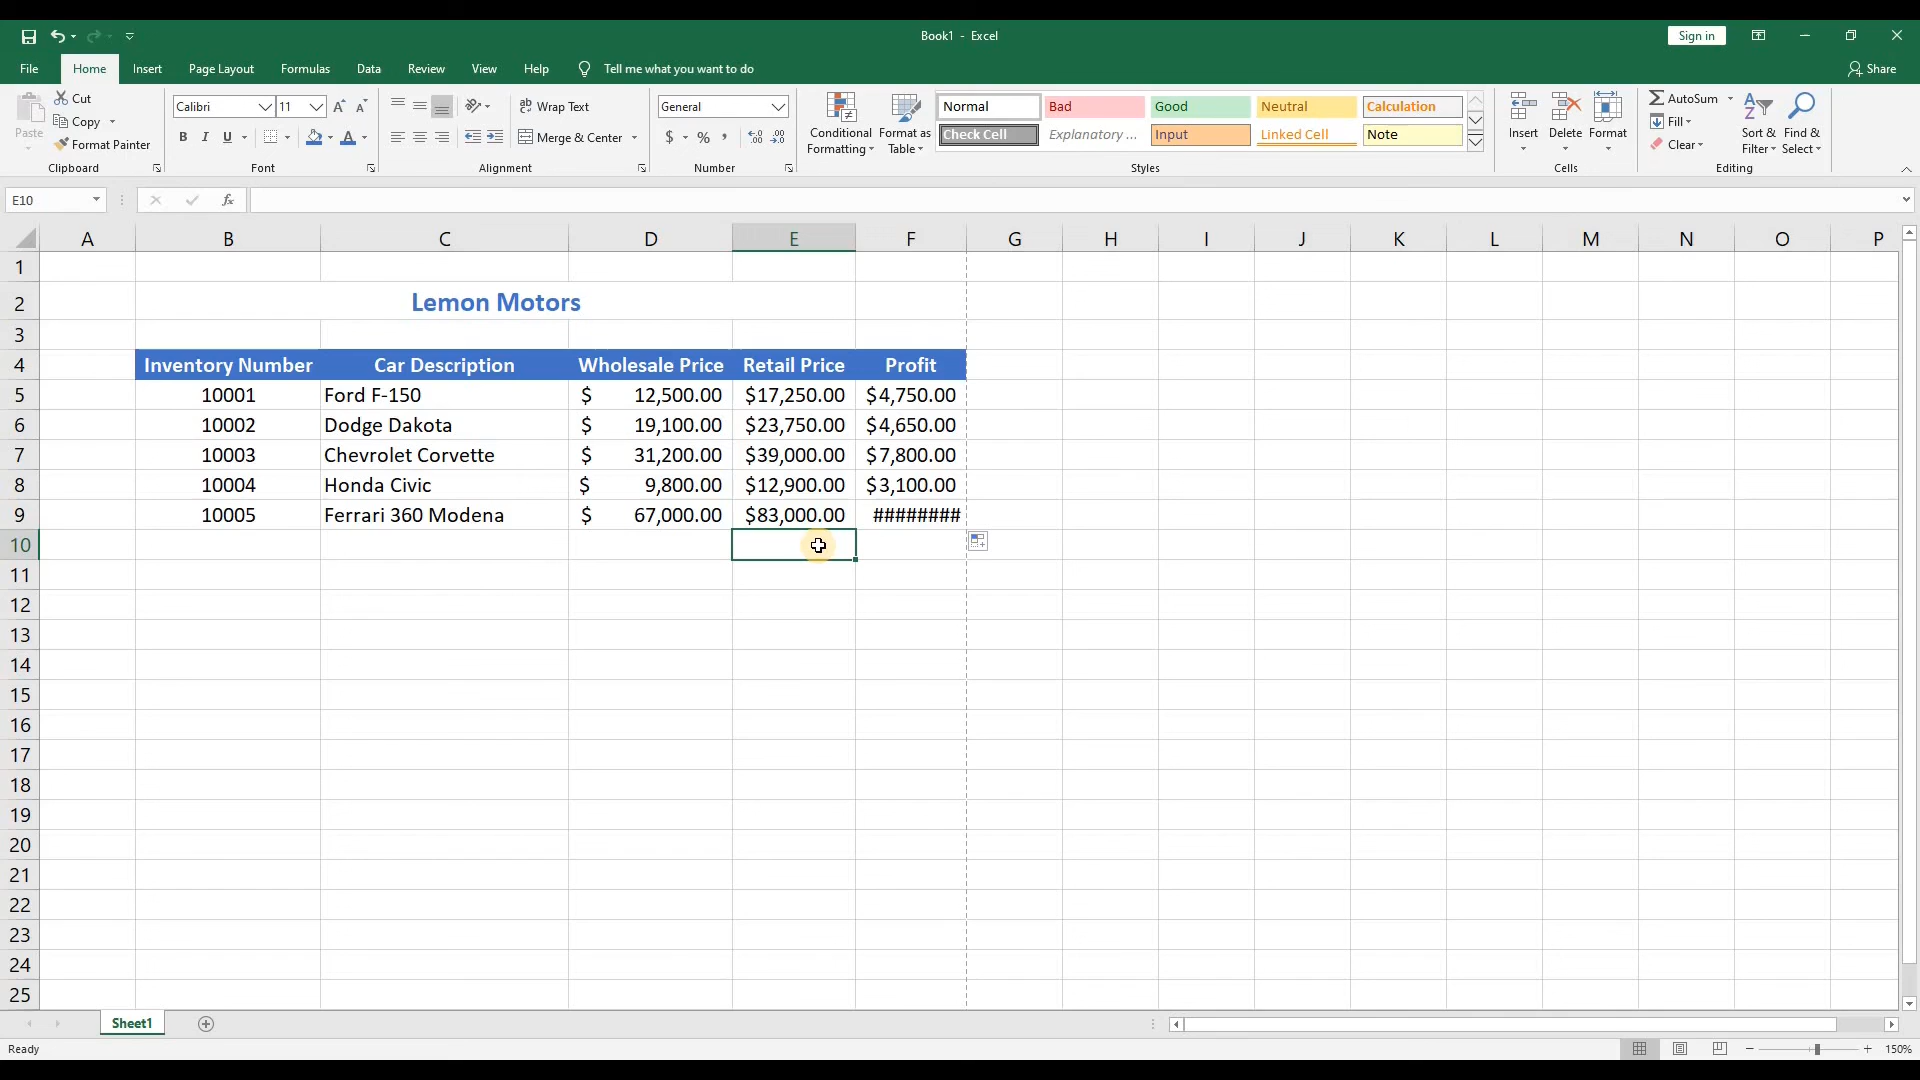 Book1 - Excel
Sign in
File Home Insert Page Layout Formulas Data Review View Help Tell me what you want to do Share
Paste
Cut
Copy
Format Painter
Clipboard
Calibri 11 A A
B I U A
Font
ab Wrap Text
Merge & Center
Alignment
General
$ % ,
Number
Conditional Formatting
Format as Table
Normal Bad Good Neutral Calculation
Check Cell Explanatory ... Input Linked Cell Note
Styles
Insert Delete Format
Cells
AutoSum
Fill
Clear
Sort & Filter
Find & Select
Editing
E10 fx
A B C D E F G H I J K L M N O P
1
2 Lemon Motors
3
4 Inventory Number Car Description Wholesale Price Retail Price Profit
5 10001 Ford F-150 $ 12,500.00 $17,250.00 $4,750.00
6 10002 Dodge Dakota $ 19,100.00 $23,750.00 $4,650.00
7 10003 Chevrolet Corvette $ 31,200.00 $39,000.00 $7,800.00
8 10004 Honda Civic $ 9,800.00 $12,900.00 $3,100.00
9 10005 Ferrari 360 Modena $ 67,000.00 $83,000.00 ########
10
11
12
13
14
15
16
17
18
19
20
21
22
23
24
25
Sheet1
Ready 150%